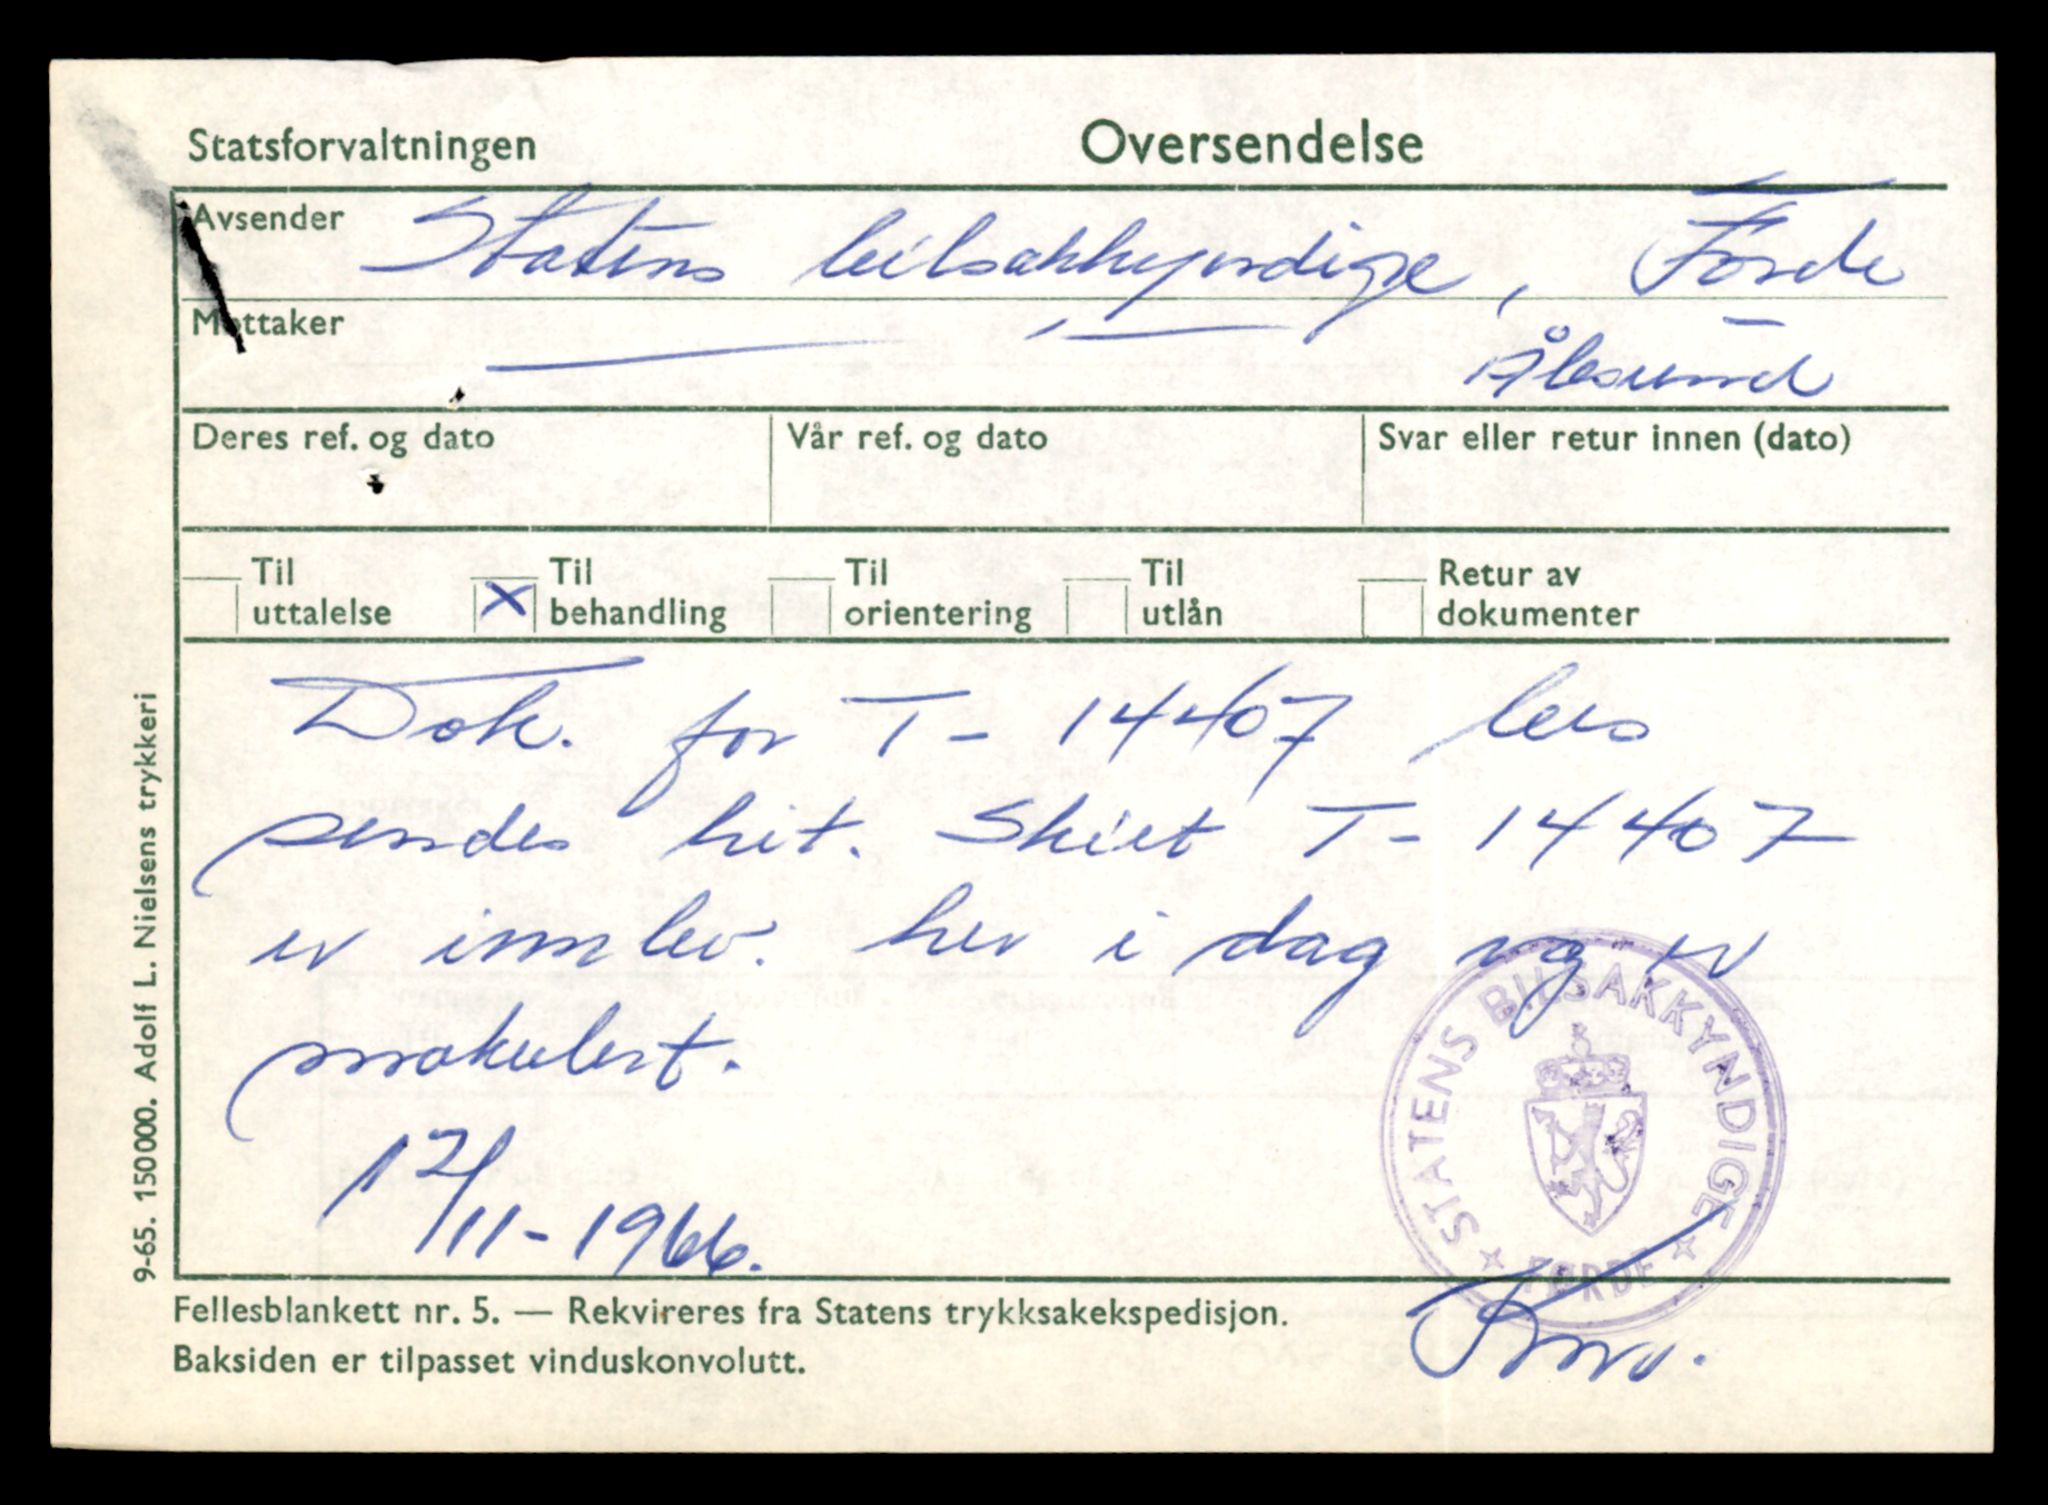 Statsforvaltningen Oversendelse
Avsender Statens bilsakkyndige, Førde
Mottaker Ålesund
Deres ref. og dato Vår ref. og dato Svar eller retur innen (dato)
Til uttalelse X Til behandling Til orientering Til utlån Retur av dokumenter
Dok. for T- 14407 bes
sendes hit. Skilt T- 14407
er innlev. her i dag og er
makulert.
12/11-1966.
STATENS BILSAKKYNDIGE
FØRDE
Fellesblankett nr. 5. — Rekvireres fra Statens trykksakekspedisjon.
Baksiden er tilpasset vinduskonvolutt.
9-65. 150000. Adolf L. Nielsens trykkeri